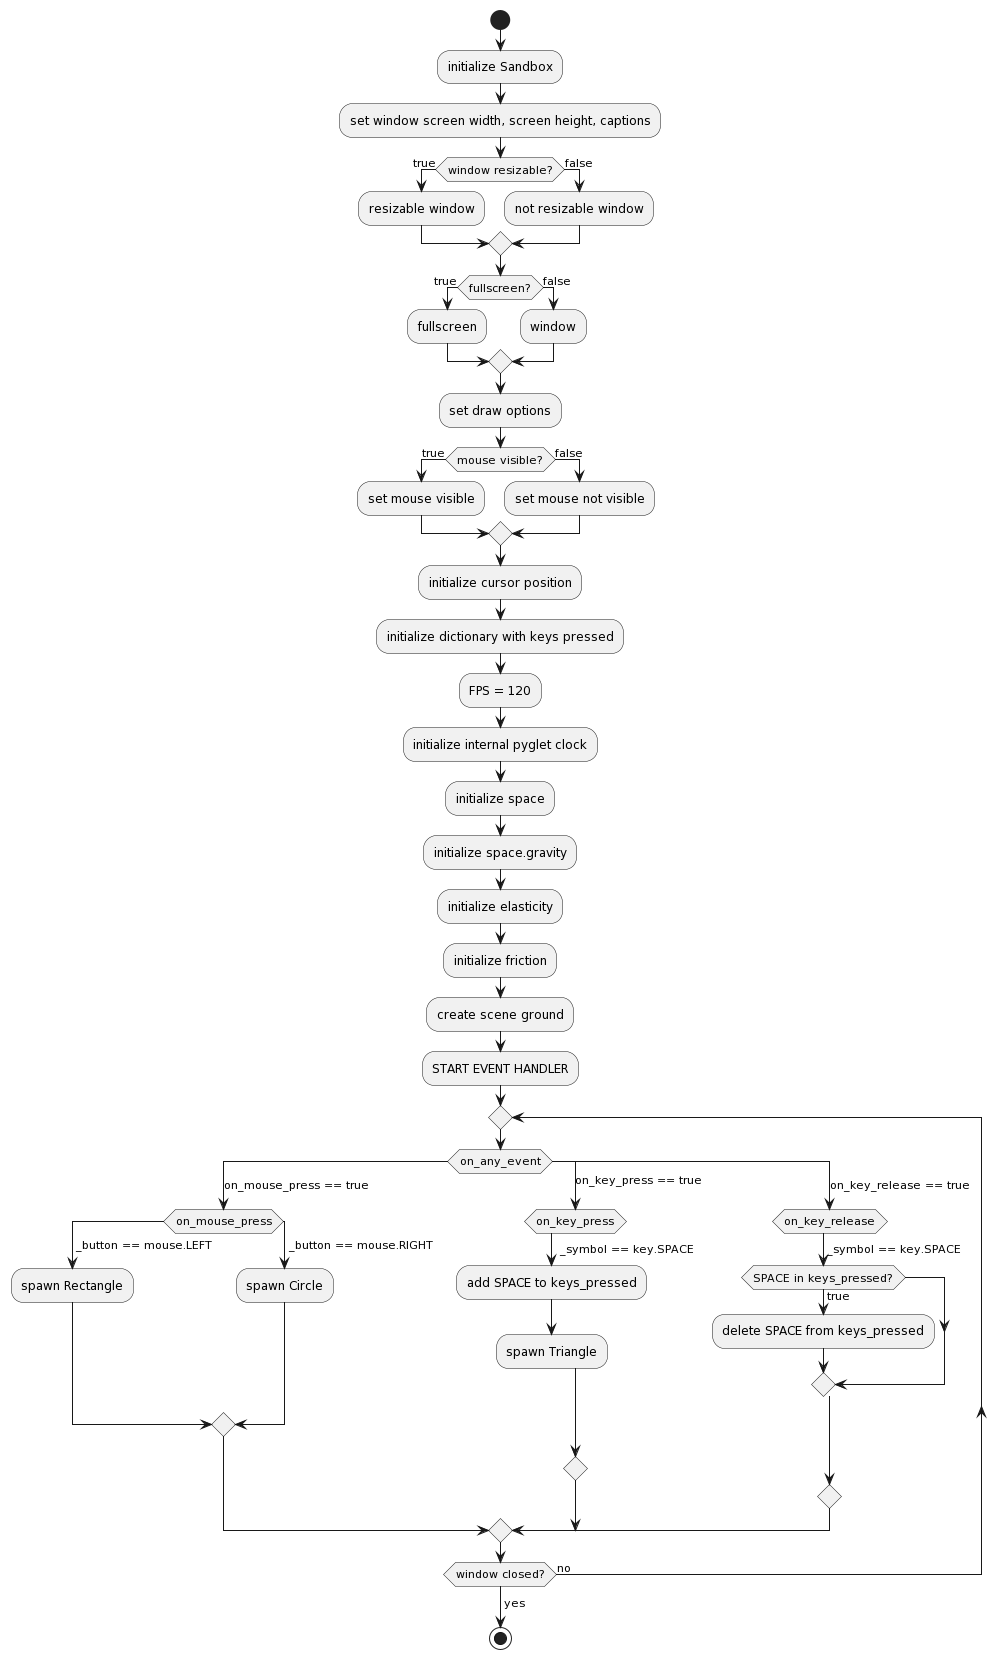 initialize Sandbox
set window screen width, screen height, captions
true
window resizable?
false
resizable window
not resizable window
true
fullscreen?
false
fullscreen
window
set draw options
true
mouse visible?
false
set mouse visible
set mouse not visible
initialize cursor position
initialize dictionary with keys pressed
FPS = 120
initialize internal pyglet clock
initialize space
initialize space.gravity
initialize elasticity
initialize friction
create scene ground
START EVENT HANDLER
on_any_event
on_mouse_press == true
on_mouse_press
_button == mouse.LEFT
_button == mouse.RIGHT
spawn Rectangle
spawn Circle
on_key_press == true
on_key_press
_symbol == key.SPACE
add SPACE to keys_pressed
spawn Triangle
on_key_release == true
on_key_release
_symbol == key.SPACE
SPACE in keys_pressed?
true
delete SPACE from keys_pressed
window closed?
no
yes